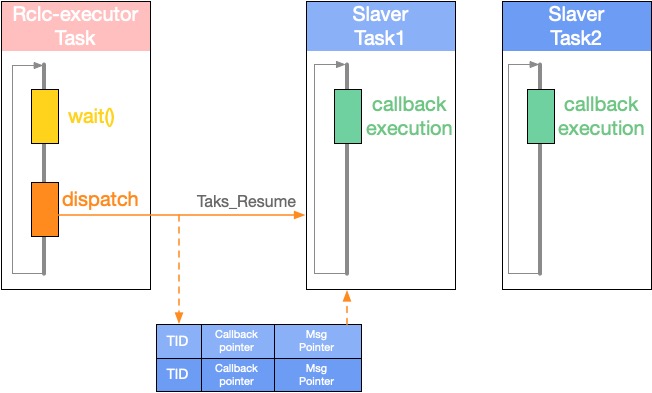 Rclc-executor
Task
Slaver
Task1
Slaver
Task2
wait()
callback
execution
callback
execution
dispatch
Taks_Resume
TID
Callback
pointer
Msg
Pointer
TID
Callback
pointer
Msg
Pointer